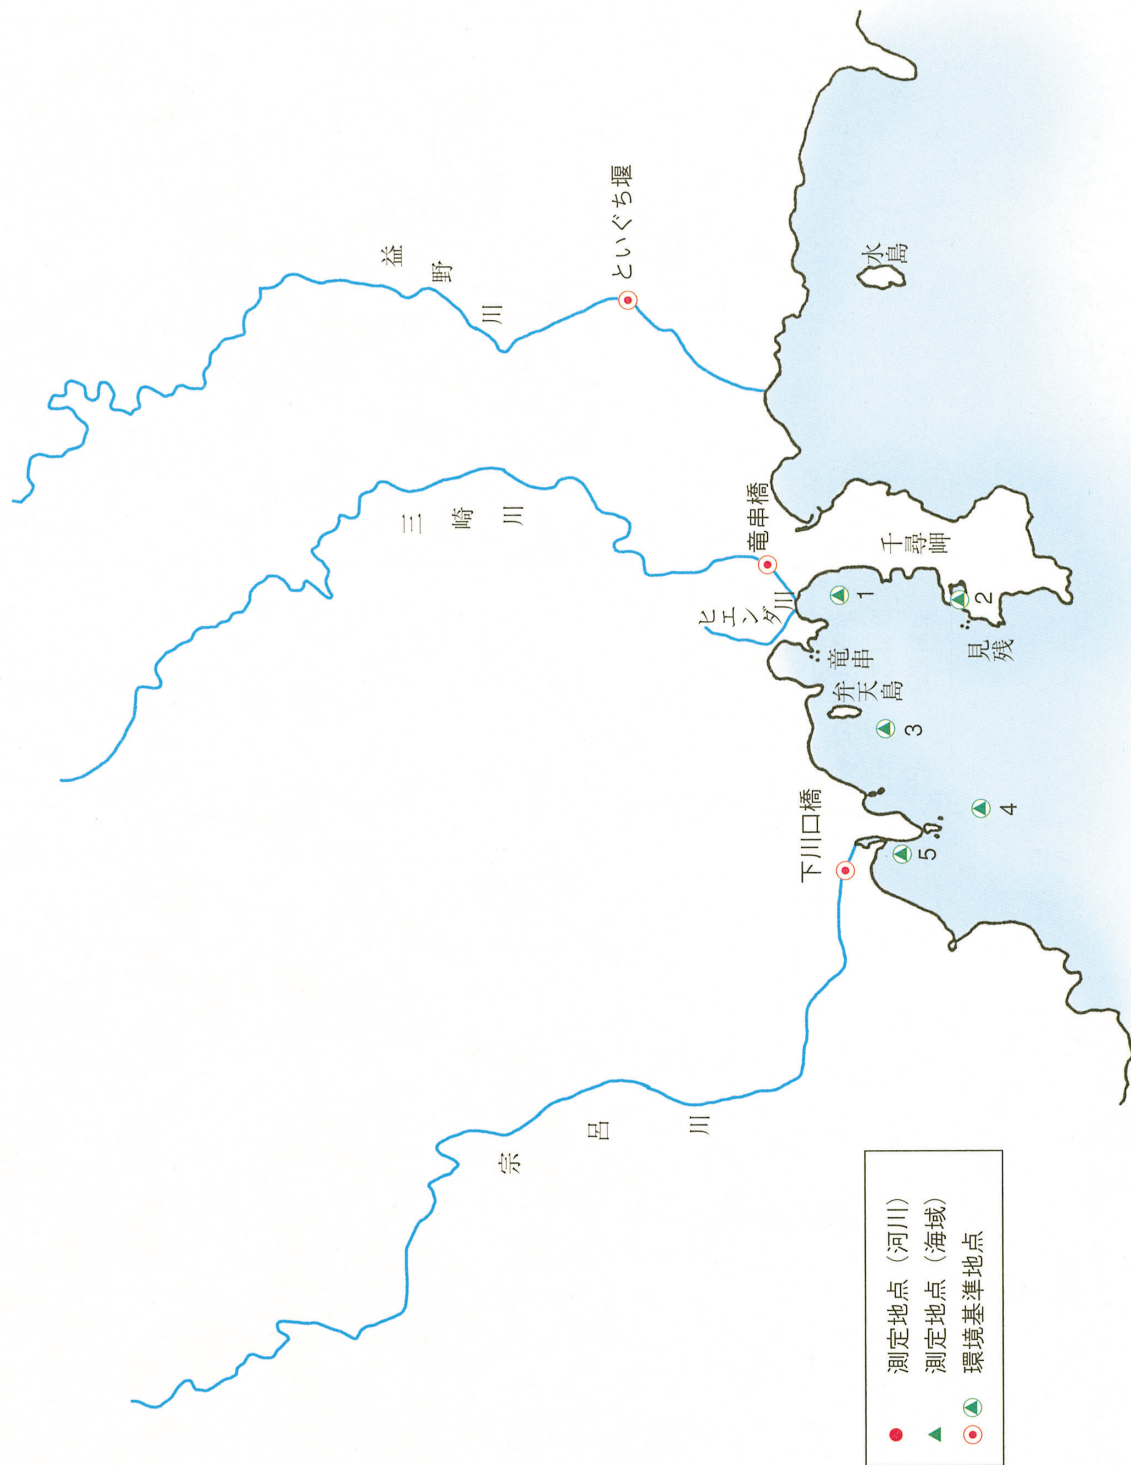 宗呂川
三崎川
益野川
といぐち堰
竜串橋
ヒエンダ川
下川口橋
竜串
弁天島
千尋岬
見残
水島
1
2
3
4
5
測定地点（河川）
測定地点（海域）
環境基準地点